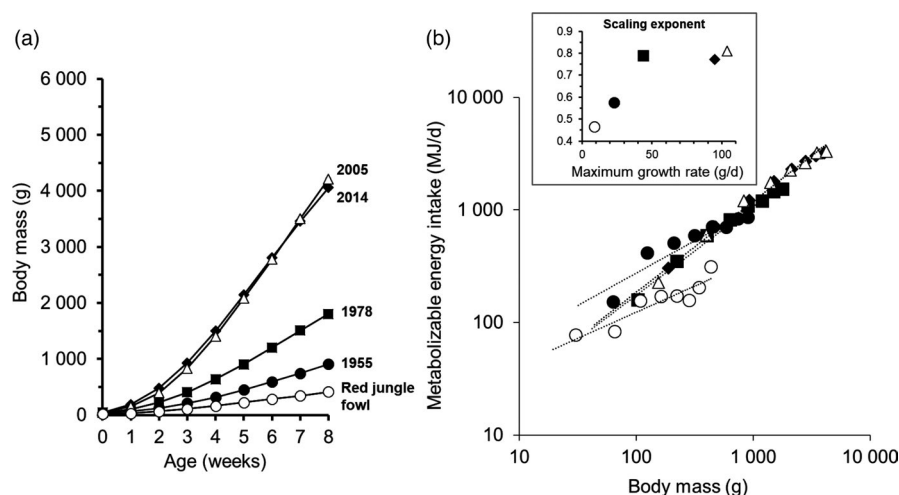 (a)
Body mass (g)
6 000
5 000
4 000
3 000
2 000
1 000
0
0 1 2 3 4 5 6 7 8
Age (weeks)
2005
2014
1978
1955
Red jungle
fowl
(b)
Metabolizable energy intake (MJ/d)
10 000
1 000
100
10
10 100 1 000 10 000
Body mass (g)
Scaling exponent
0.9
0.8
0.7
0.6
0.5
0.4
0 50 100
Maximum growth rate (g/d)